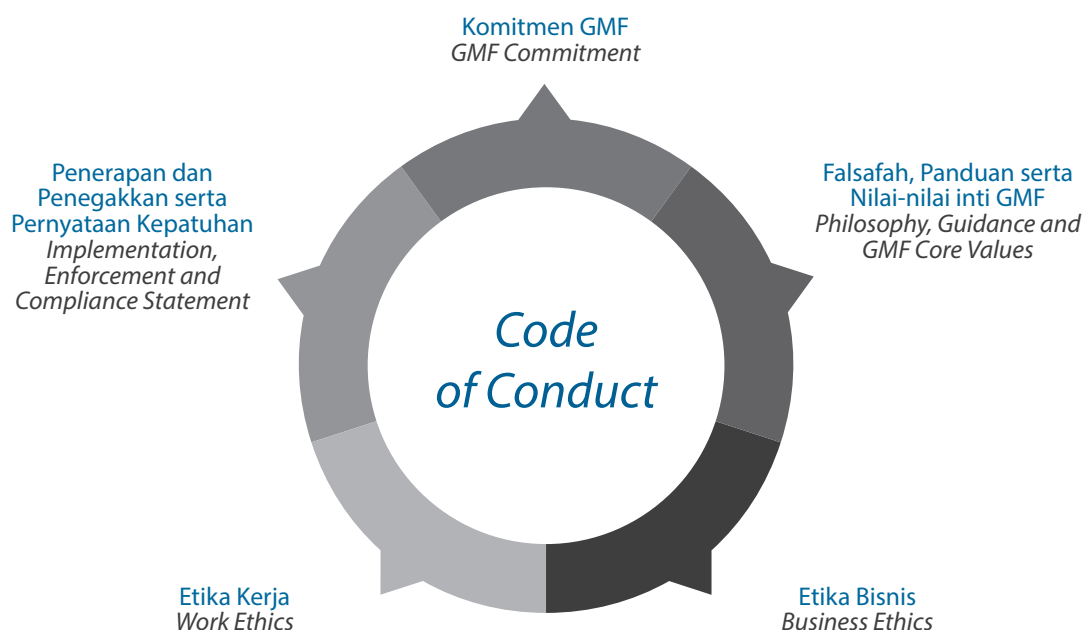 Komitmen GMF
GMF Commitment
Falsafah, Panduan serta
Nilai-nilai inti GMF
Philosophy, Guidance and
GMF Core Values
Etika Bisnis
Business Ethics
Etika Kerja
Work Ethics
Penerapan dan
Penegakkan serta
Pernyataan Kepatuhan
Implementation,
Enforcement and
Compliance Statement
Code
of Conduct